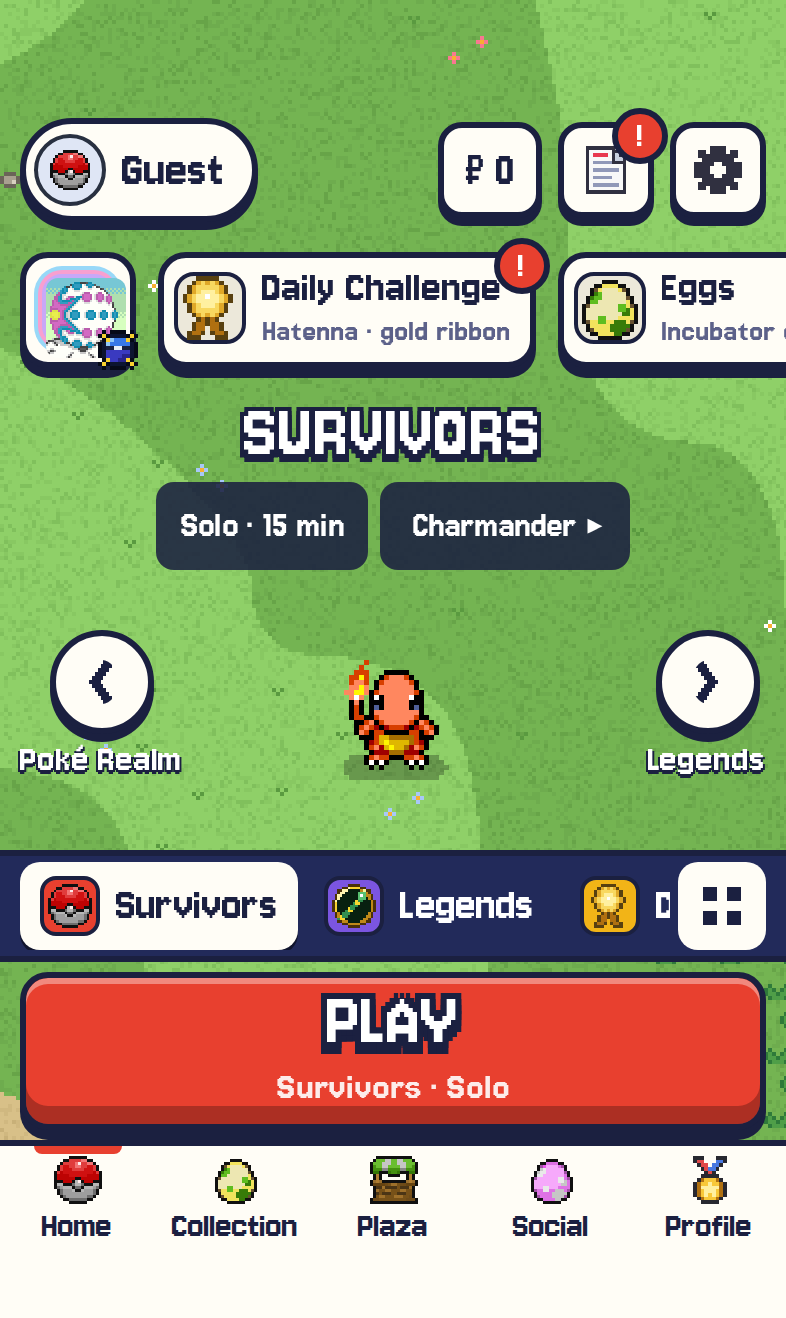 Guest
₽ 0
!
Daily Challenge
!
Hatenna · gold ribbon
Eggs
Incubator
SURVIVORS
Solo · 15 min
Charmander ▸
Poké Realm
Legends
Survivors
Legends
PLAY
Survivors · Solo
Home
Collection
Plaza
Social
Profile